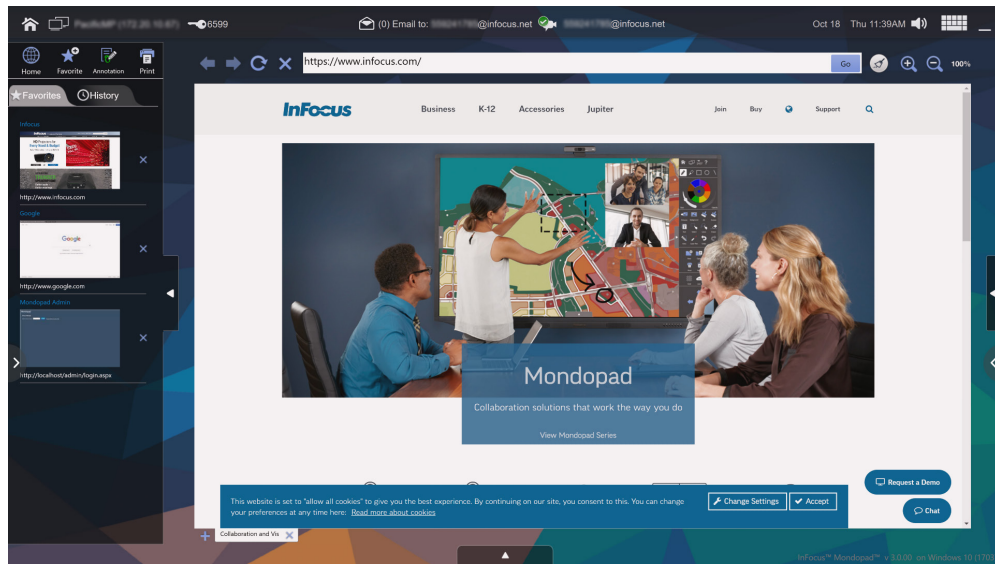 (172.20.10.67)
6599
(0) Email to:
@infocus.net
@infocus.net
Oct 18 Thu 11:39AM
Home
Favorite
Annotation
Print
https://www.infocus.com/
Go
100%
Favorites
History
InFocus
Business
K-12
Accessories
Jupiter
Join
Buy
Support
Infocus
http://www.infocus.com
Google
Google
http://www.google.com
Mondopad Admin
http://localhost/admin/login.aspx
Mondopad
Collaboration solutions that work the way you do
View Mondopad Series
Request a Demo
Chat
This website is set to "allow all cookies" to give you the best experience. By continuing on our site, you consent to this. You can change
your preferences at any time here: Read more about cookies
Change Settings
Accept
Collaboration and Vis
InFocus™ Mondopad™ v 3.0.00 on Windows 10 (1703